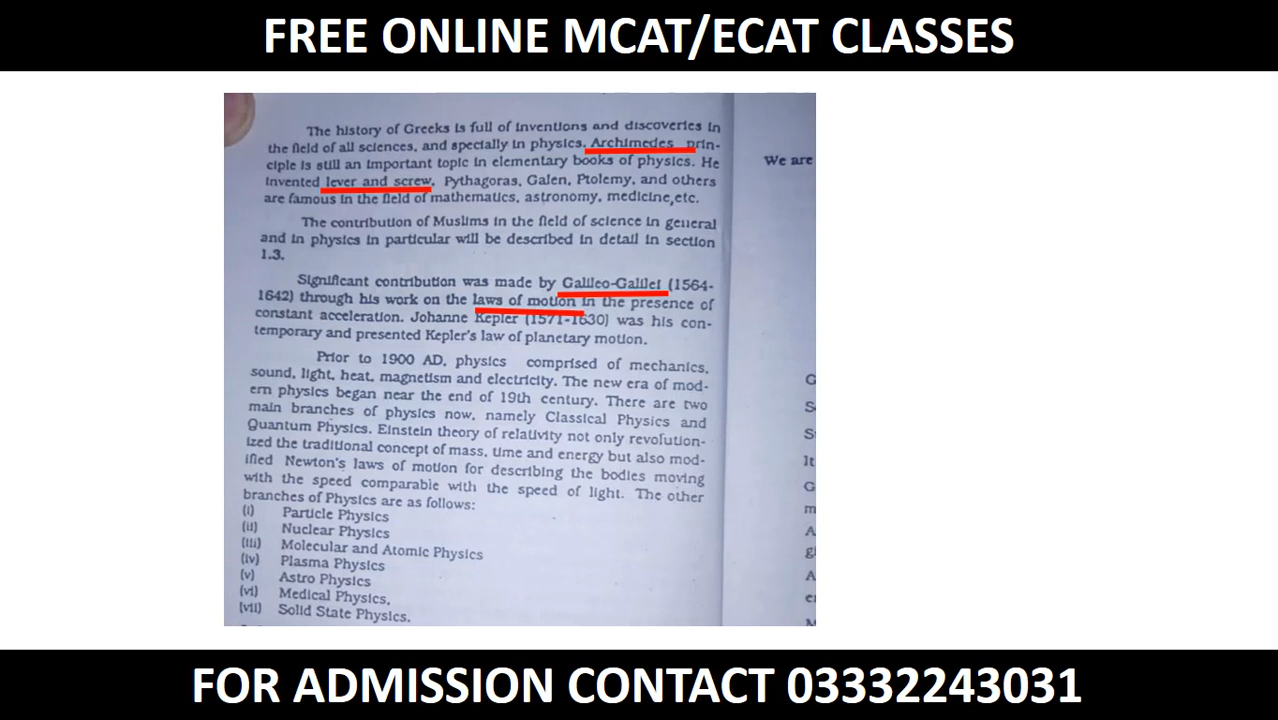 FREE ONLINE MCAT/ECAT CLASSES
The history of Greeks is full of inventions and discoveries in
the field of all sciences, and specially in physics. Archimedes prin-
ciple is still an important topic in elementary books of physics. He
invented lever and screw. Pythagoras, Galen, Ptolemy, and others
are famous in the field of mathematics, astronomy, medicine,etc.
The contribution of Muslims in the field of science in general
and in physics in particular will be described in detail in section
1.3.
Significant contribution was made by Galileo-Galilei (1564-
1642) through his work on the laws of motion in the presence of
constant acceleration. Johanne Kepler (1571-1630) was his con-
temporary and presented Kepler's law of planetary motion.
Prior to 1900 AD, physics comprised of mechanics,
sound, light, heat, magnetism and electricity. The new era of mod-
ern physics began near the end of 19th century. There are two
main branches of physics now, namely Classical Physics and
Quantum Physics. Einstein theory of relativity not only revolution-
ized the traditional concept of mass, time and energy but also mod-
ified Newton's laws of motion for describing the bodies moving
with the speed comparable with the speed of light. The other
branches of Physics are as follows:
(i) Particle Physics
(ii) Nuclear Physics
(iii) Molecular and Atomic Physics
(iv) Plasma Physics
(v) Astro Physics
(vi) Medical Physics,
(vii) Solid State Physics.
We are
It
FOR ADMISSION CONTACT 03332243031